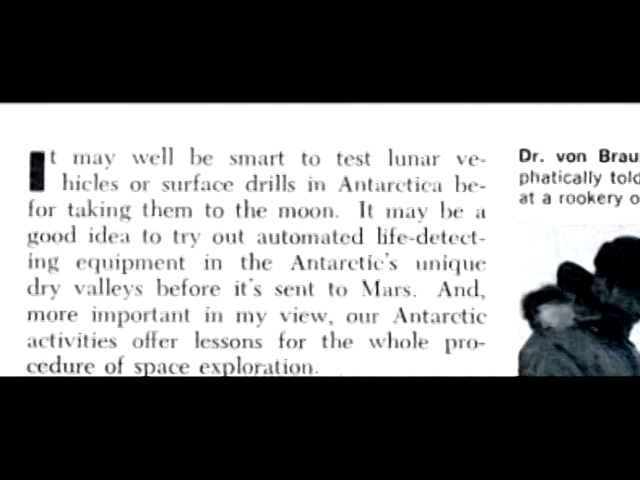 It may well be smart to test lunar ve-
hicles or surface drills in Antarctica be-
for taking them to the moon. It may be a
good idea to try out automated life-detect-
ing equipment in the Antarctic's unique
dry valleys before it's sent to Mars. And,
more important in my view, our Antarctic
activities offer lessons for the whole pro-
cedure of space exploration.
Dr. von Brau
phatically told
at a rookery o